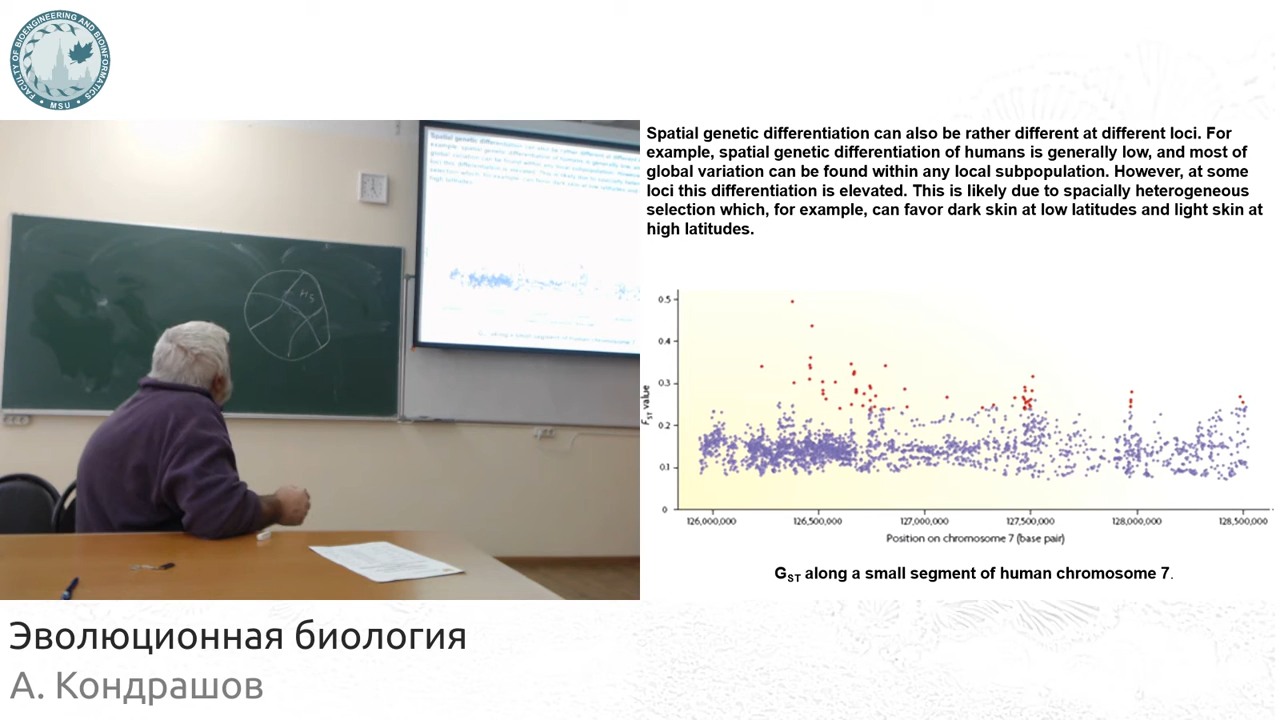 FACULTY OF BIOENGINEERING AND BIOINFORMATICS
MSU
Spatial genetic differentiation can also be rather different at different loci. For
example, spatial genetic differentiation of humans is generally low, and most of
global variation can be found within any local subpopulation. However, at some
loci this differentiation is elevated. This is likely due to spacially heterogeneous
selection which, for example, can favor dark skin at low latitudes and light skin at
high latitudes.
0.5
0.4
0.3
0.2
0.1
0
FST value
126,000,000 126,500,000 127,000,000 127,500,000 128,000,000 128,500,000
Position on chromosome 7 (base pair)
GST along a small segment of human chromosome 7.
Эволюционная биология
А. Кондрашов